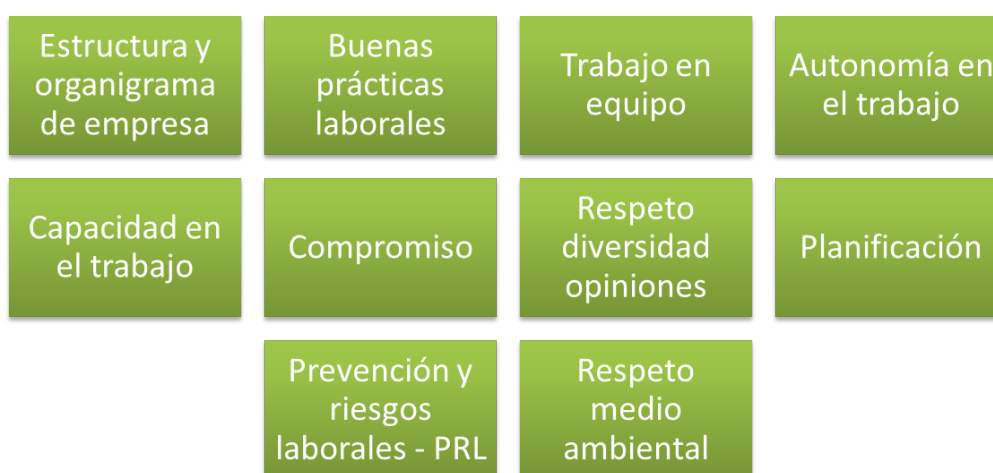 Estructura y
organigrama
de empresa
Buenas
prácticas
laborales
Trabajo en
equipo
Autonomía en
el trabajo
Capacidad en
el trabajo
Compromiso
Respeto
diversidad
opiniones
Planificación
Prevención y
riesgos
laborales - PRL
Respeto
medio
ambiental